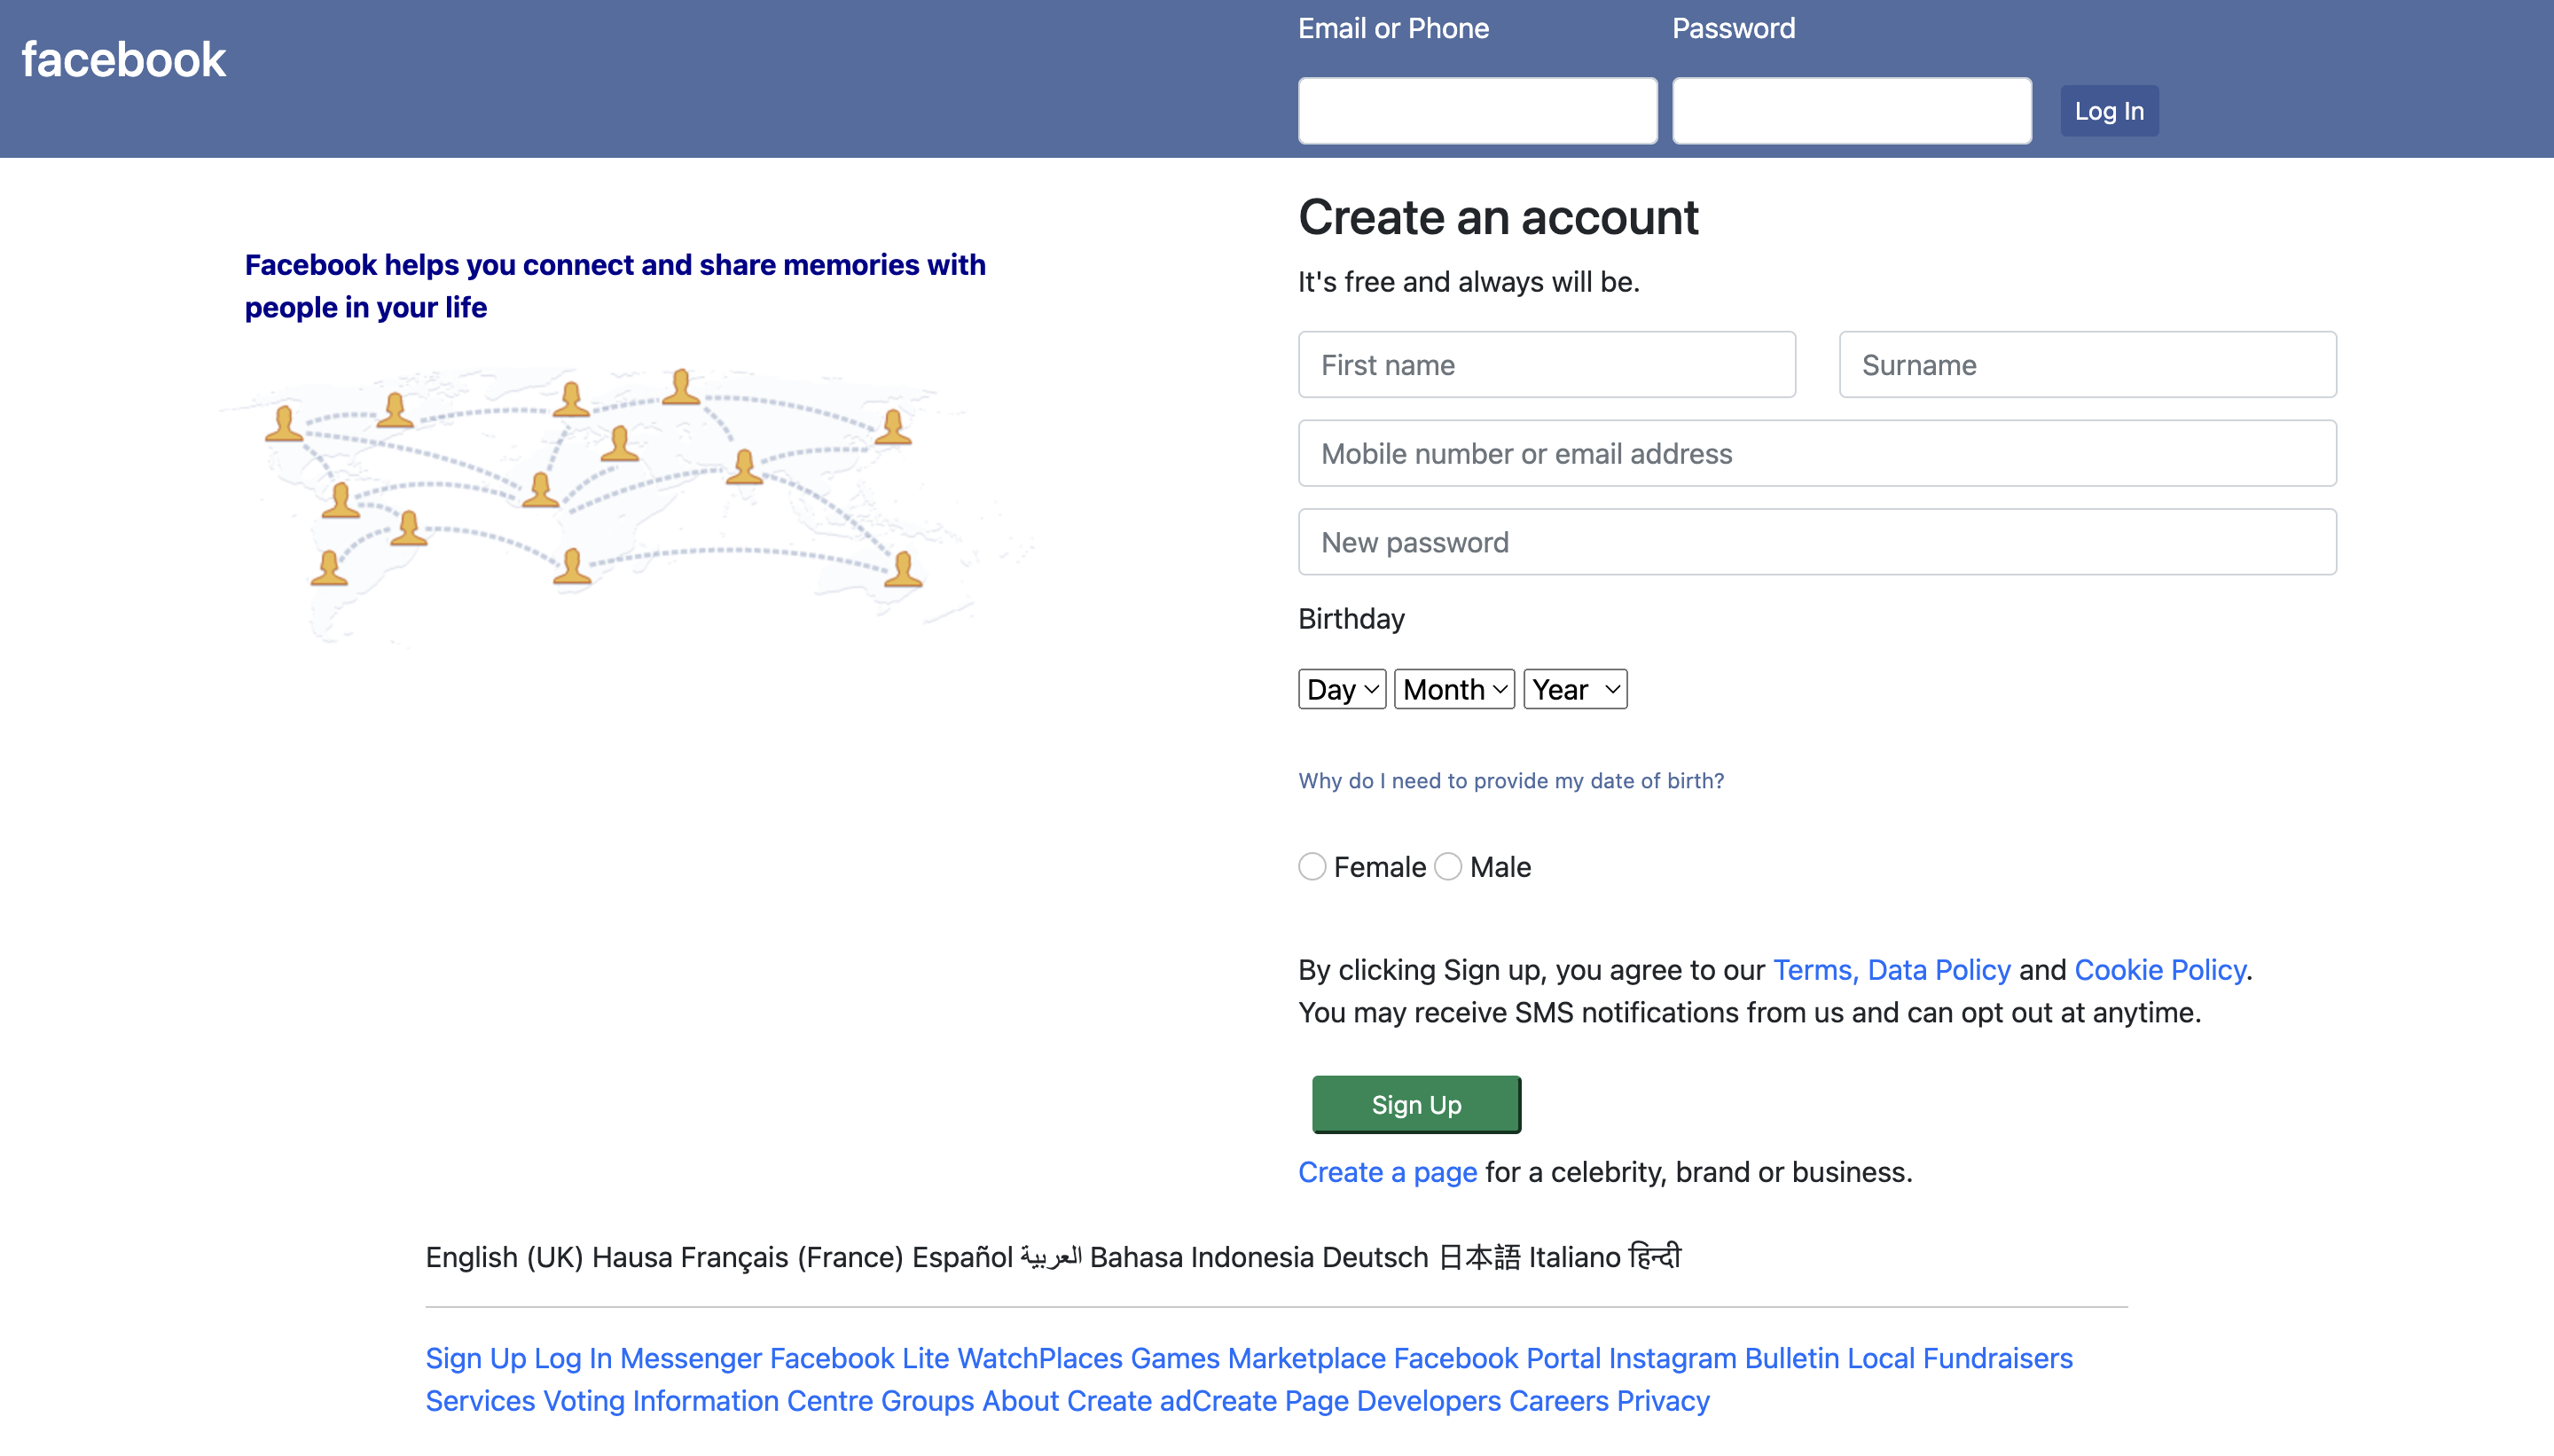 facebook
Email or Phone
Password
Log In
Facebook helps you connect and share memories with
people in your life
Create an account
It's free and always will be.
First name
Surname
Mobile number or email address
New password
Birthday
Day Month Year
Why do I need to provide my date of birth?
Female Male
By clicking Sign up, you agree to our Terms, Data Policy and Cookie Policy.
You may receive SMS notifications from us and can opt out at anytime.
Sign Up
Create a page for a celebrity, brand or business.
English (UK) Hausa Français (France) Español العربية Bahasa Indonesia Deutsch 日本語 Italiano हिन्दी
Sign Up Log In Messenger Facebook Lite WatchPlaces Games Marketplace Facebook Portal Instagram Bulletin Local Fundraisers
Services Voting Information Centre Groups About Create adCreate Page Developers Careers Privacy